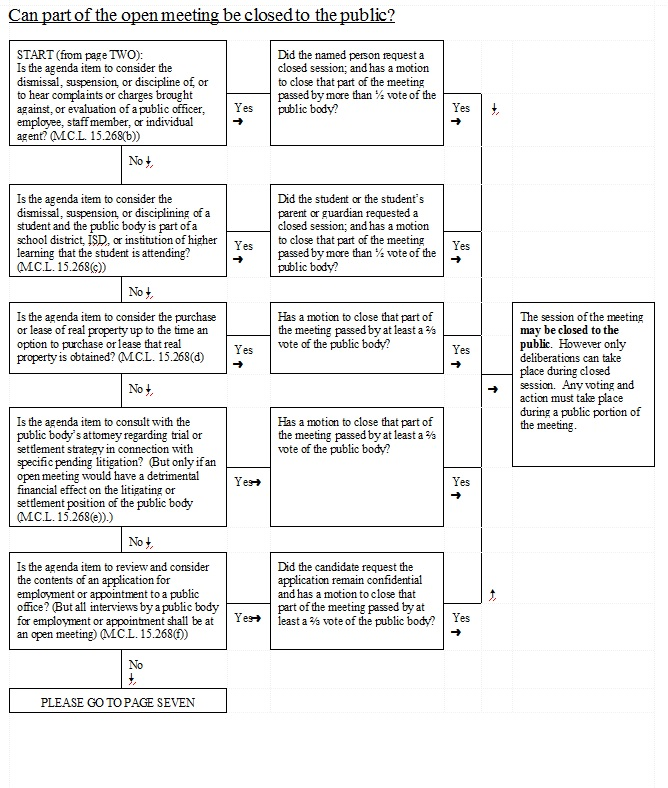 Can part of the open meeting be closed to the public?
START (from page TWO):
Is the agenda item to consider the
dismissal, suspension, or discipline of, or
to hear complaints or charges brought
against, or evaluation of a public officer,
employee, staff member, or individual
agent? (M.C.L. 15.268(b))
Yes
➔
Did the named person request a
closed session; and has a motion
to close that part of the meeting
passed by more than ½ vote of the
public body?
Yes
➔
↓
No ↓
Is the agenda item to consider the
dismissal, suspension, or disciplining of a
student and the public body is part of a
school district, ISD, or institution of higher
learning that the student is attending?
(M.C.L. 15.268(c))
Yes
➔
Did the student or the student's
parent or guardian requested a
closed session; and has a motion
to close that part of the meeting
passed by more than ½ vote of the
public body?
Yes
➔
No ↓
Is the agenda item to consider the purchase
or lease of real property up to the time an
option to purchase or lease that real
property is obtained? (M.C.L. 15.268(d)
Yes
➔
Has a motion to close that part of
the meeting passed by at least a ⅔
vote of the public body?
Yes
➔
➔
The session of the meeting
may be closed to the
public. However only
deliberations can take
place during closed
session. Any voting and
action must take place
during a public portion of
the meeting.
No ↓
Is the agenda item to consult with the
public body's attorney regarding trial or
settlement strategy in connection with
specific pending litigation? (But only if an
open meeting would have a detrimental
financial effect on the litigating or
settlement position of the public body
(M.C.L. 15.268(e)).)
Yes➔
Has a motion to close that part of
the meeting passed by at least a ⅔
vote of the public body?
Yes
➔
No ↓
Is the agenda item to review and consider
the contents of an application for
employment or appointment to a public
office? (But all interviews by a public body
for employment or appointment shall be at
an open meeting) (M.C.L. 15.268(f))
Yes➔
Did the candidate request the
application remain confidential
and has a motion to close that
part of the meeting passed by at
least a ⅔ vote of the public body?
Yes
➔
↑
No
↓
PLEASE GO TO PAGE SEVEN